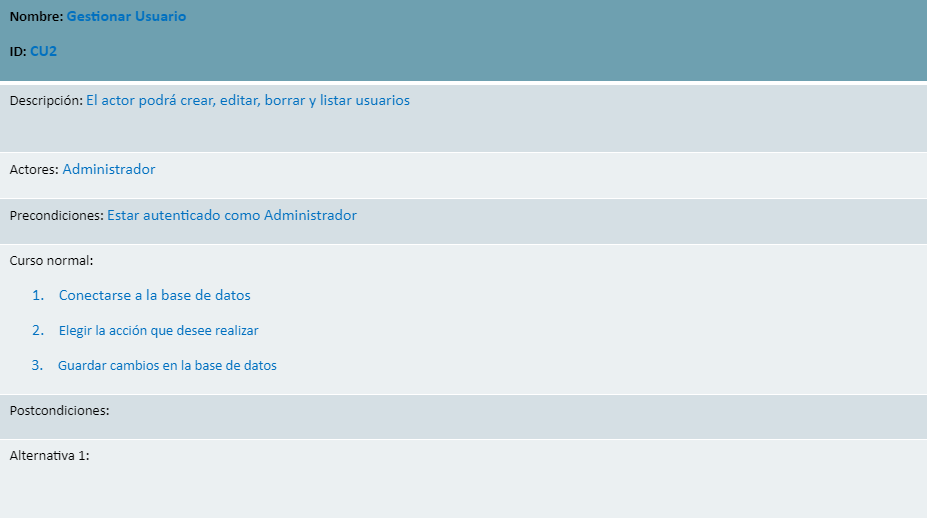 Nombre: Gestionar Usuario
ID: CU2
Descripción: El actor podrá crear, editar, borrar y listar usuarios
Actores: Administrador
Precondiciones: Estar autenticado como Administrador
Curso normal:
1. Conectarse a la base de datos
2. Elegir la acción que desee realizar
3. Guardar cambios en la base de datos
Postcondiciones:
Alternativa 1: